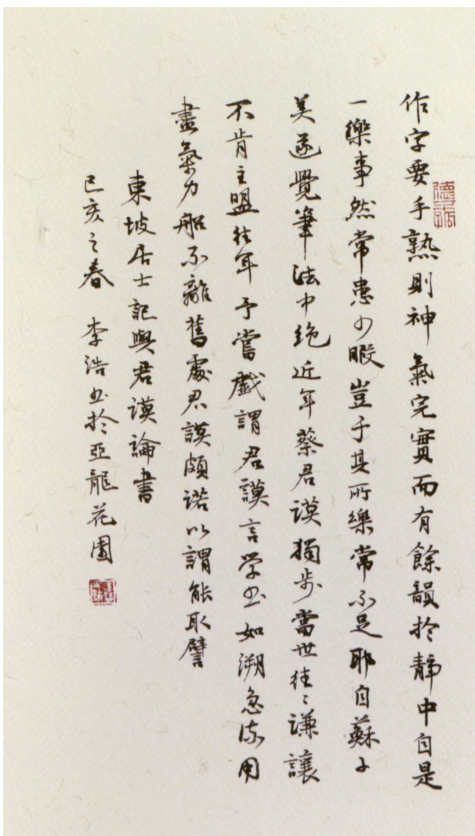 作字要手熟則神氣完實而有餘韻於靜中自是
一樂事然常患少暇豈于其所樂常不足耶自蘇子
美遂覺筆法中絶近年蔡君謨獨步當世往〻謙讓
不肯主盟往年予嘗戲謂君謨言学書如溯急流用
盡氣力船不離舊處君謨頗諾以謂能取譬
東坡居士記與君謨論書
己亥之春 李浩書於亞龍花園